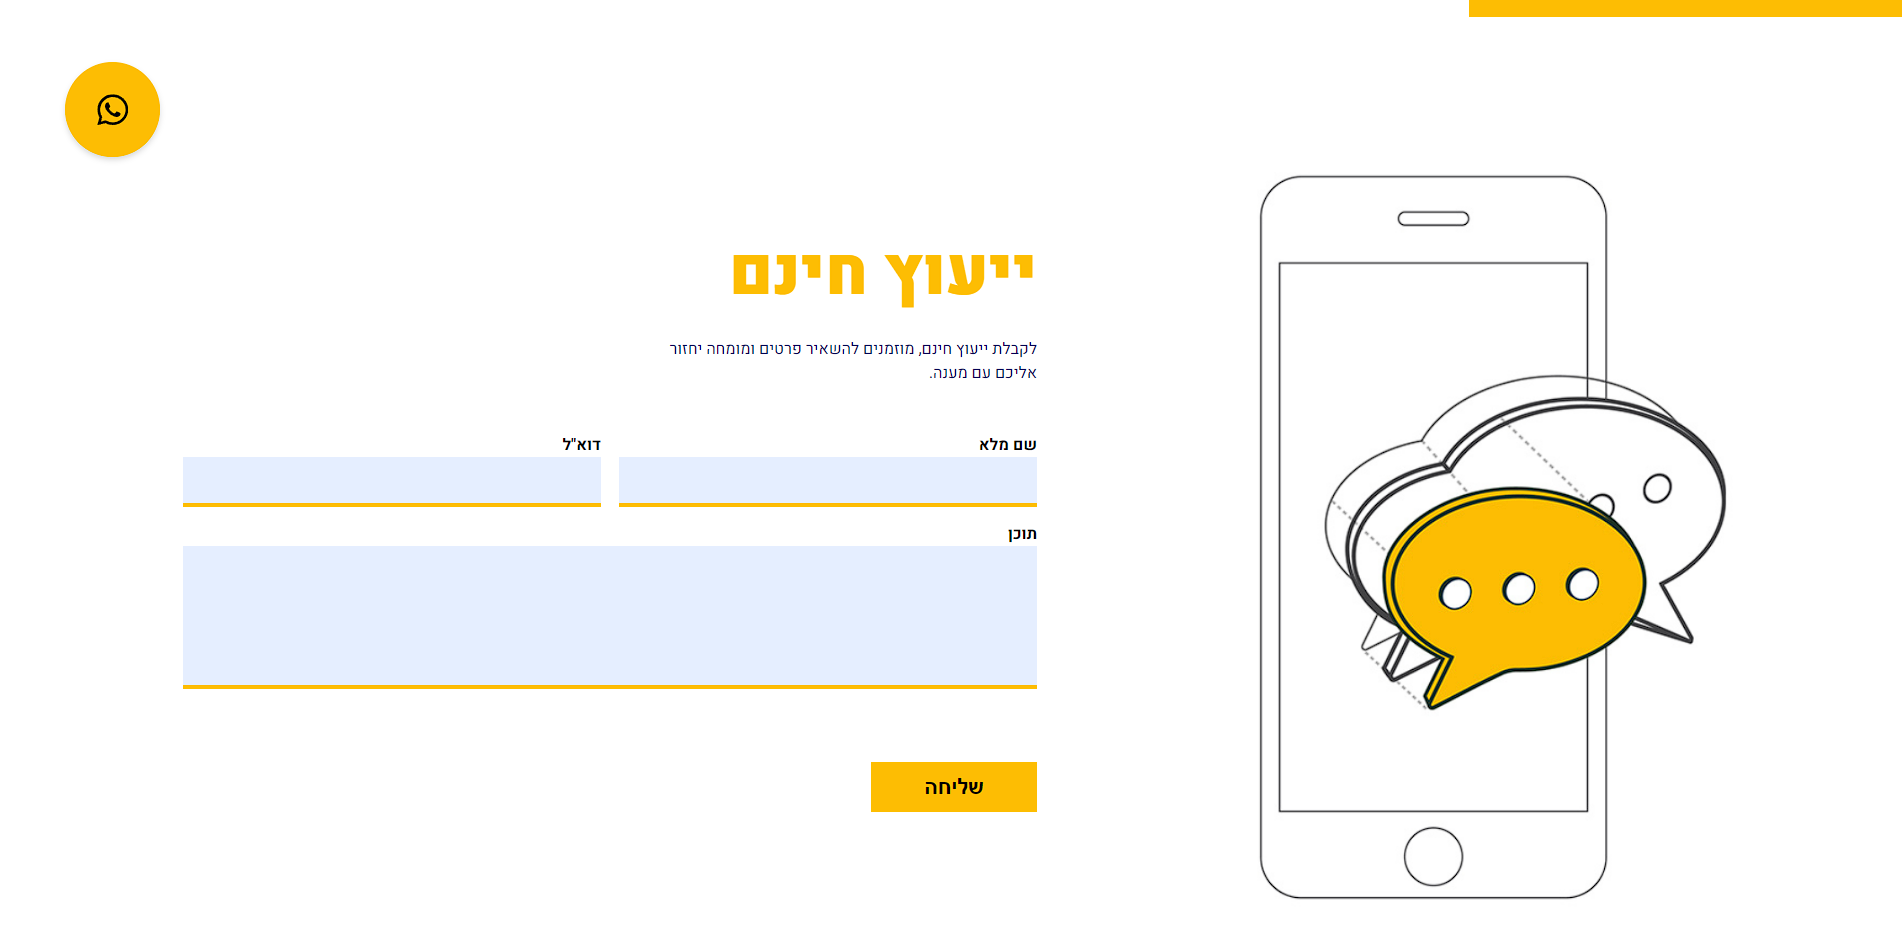 ייעוץ חינם
לקבלת ייעוץ חינם, מוזמנים להשאיר פרטים ומומחה יחזור
אליכם עם מענה.
שם מלא
דוא"ל
תוכן
שליחה